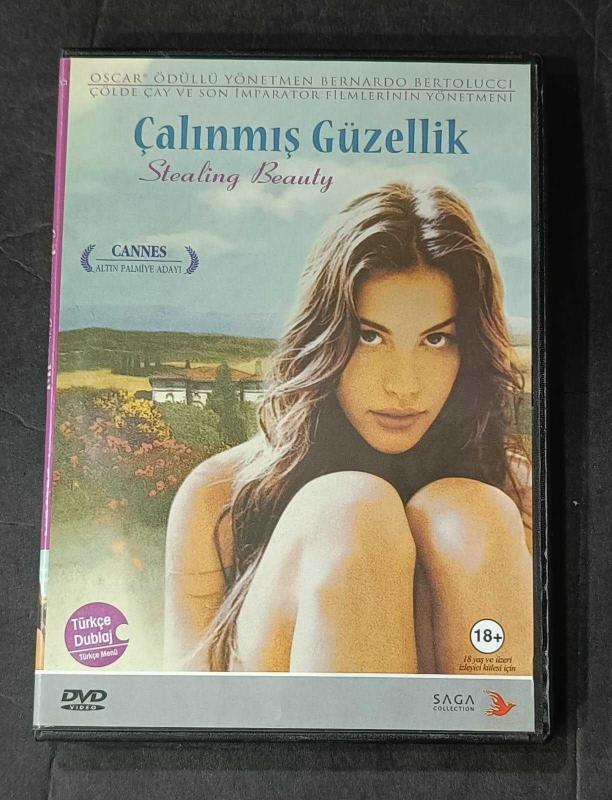 OSCAR® ÖDÜLLÜ YÖNETMEN BERNARDO BERTOLUCCI
ÇÖLDE ÇAY VE SON İMPARATOR FİLMLERİNİN YÖNETMENİ
Çalınmış Güzellik
Stealing Beauty
CANNES
ALTIN PALMİYE ADAYI
Türkçe
Dublaj
Türkçe Menü
18+
18 yaş ve üzeri
izleyici kitlesi için
DVD
VIDEO
SAGA
COLLECTION